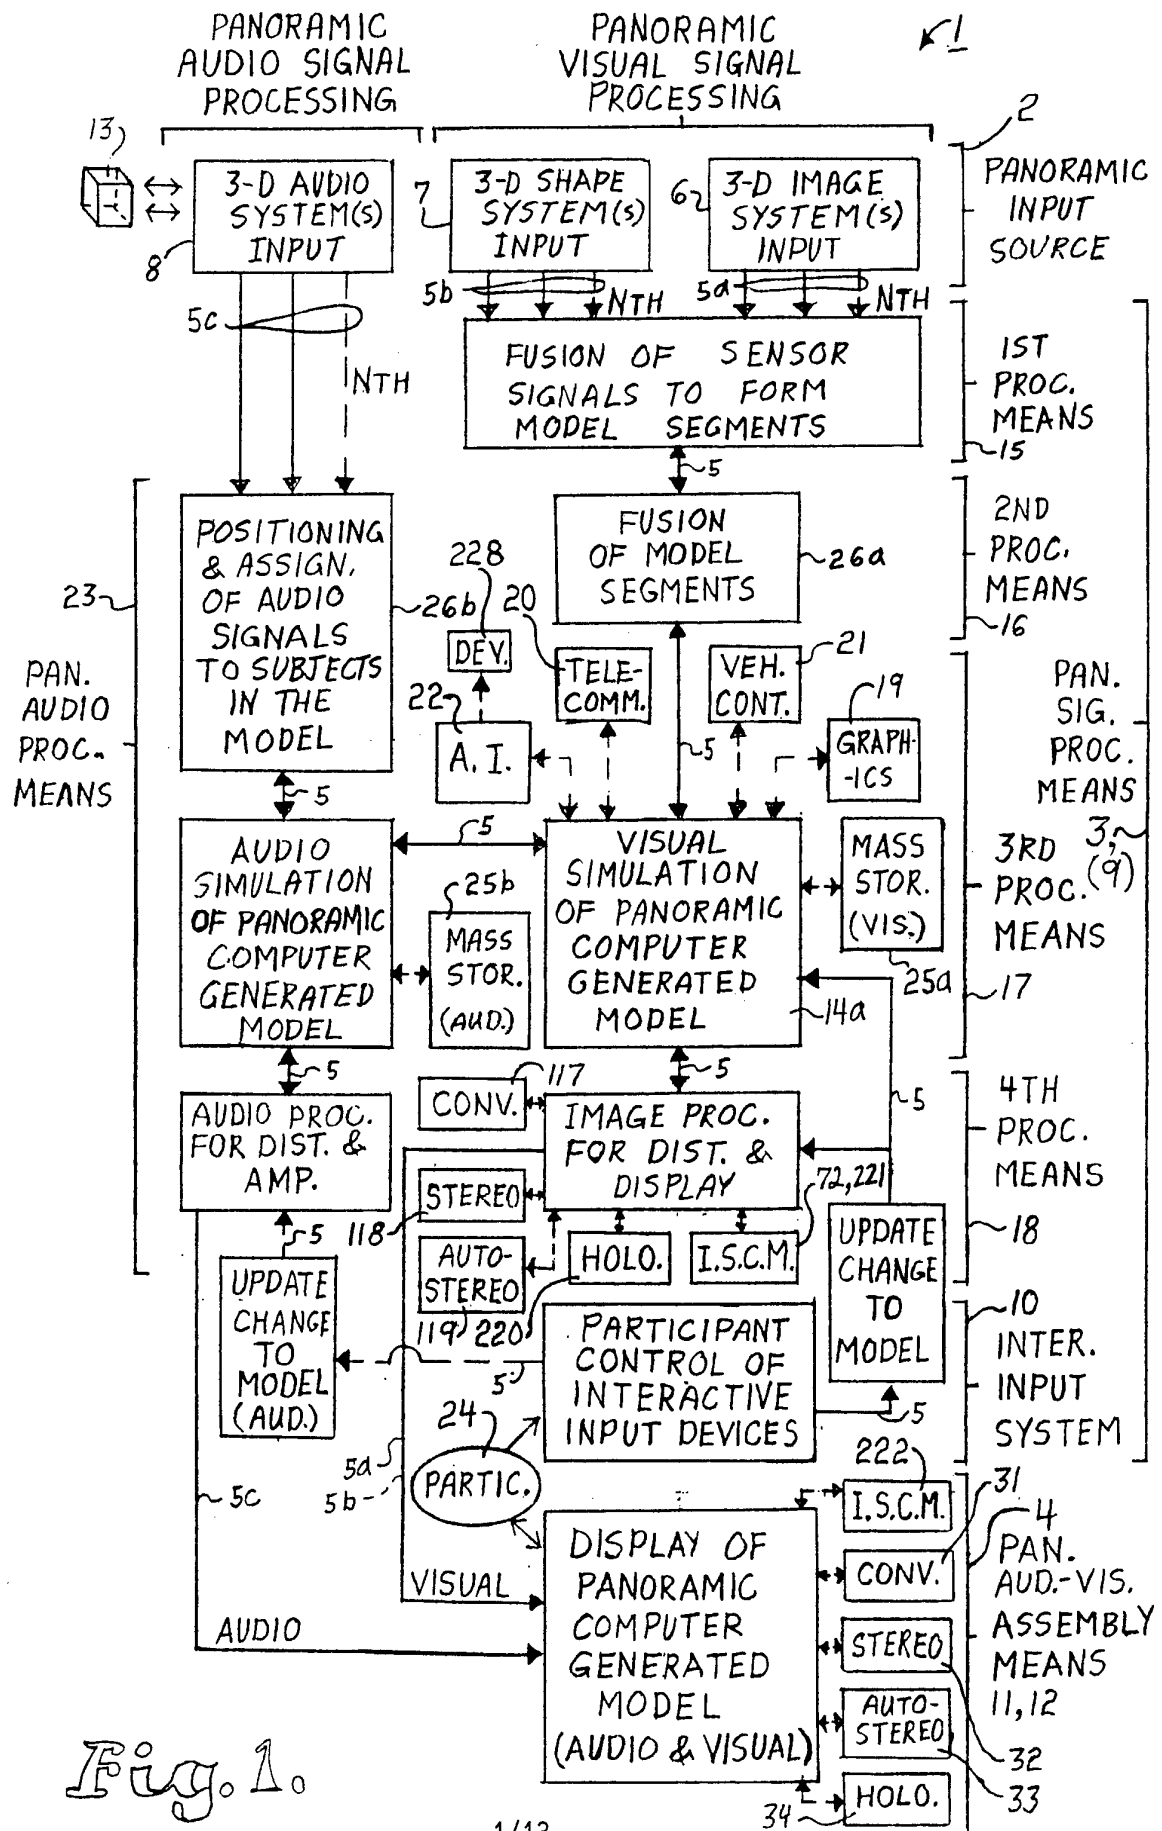 PANORAMIC
AUDIO SIGNAL
PROCESSING
PANORAMIC
VISUAL SIGNAL
PROCESSING
1
13
2
3-D AUDIO
SYSTEM(S)
INPUT
8
7
3-D SHAPE
SYSTEM(S)
INPUT
6
3-D IMAGE
SYSTEM(S)
INPUT
PANORAMIC
INPUT
SOURCE
5c
NTH
5b
NTH
5a
NTH
FUSION OF SENSOR
SIGNALS TO FORM
MODEL SEGMENTS
1ST
PROC.
MEANS
15
5
23
PAN.
AUDIO
PROC.
MEANS
POSITIONING
& ASSIGN.
OF AUDIO
SIGNALS
TO SUBJECTS
IN THE
MODEL
26b
FUSION
OF MODEL
SEGMENTS
26a
2ND
PROC.
MEANS
16
228
DEV.
22
A. I.
20
TELE-
COMM.
5
21
VEH.
CONT.
19
GRAPH-
ICS
PAN.
SIG.
PROC.
MEANS
3,
(9)
5
AUDIO
SIMULATION
OF PANORAMIC
COMPUTER
GENERATED
MODEL
5
25b
MASS
STOR.
(AUD.)
VISUAL
SIMULATION
OF PANORAMIC
COMPUTER
GENERATED
MODEL
14a
MASS
STOR.
(VIS.)
25a
3RD
PROC.
MEANS
17
5
5
5
AUDIO PROC.
FOR DIST. &
AMP.
117
CONV.
STEREO
118
AUTO-
STEREO
119
IMAGE PROC.
FOR DIST. &
DISPLAY
72,221
HOLO.
220
I.S.C.M.
4TH
PROC.
MEANS
18
5
UPDATE
CHANGE
TO
MODEL
(AUD.)
5
PARTICIPANT
CONTROL OF
INTERACTIVE
INPUT DEVICES
UPDATE
CHANGE
TO
MODEL
5
10
INTER.
INPUT
SYSTEM
24
PARTIC.
5a
5b
5c
VISUAL
AUDIO
DISPLAY OF
PANORAMIC
COMPUTER
GENERATED
MODEL
(AUDIO & VISUAL)
222
I.S.C.M.
31
CONV.
STEREO
32
AUTO-
STEREO
33
HOLO.
34
4
PAN.
AUD.-VIS.
ASSEMBLY
MEANS
11,12
Fig. 1.
1/13